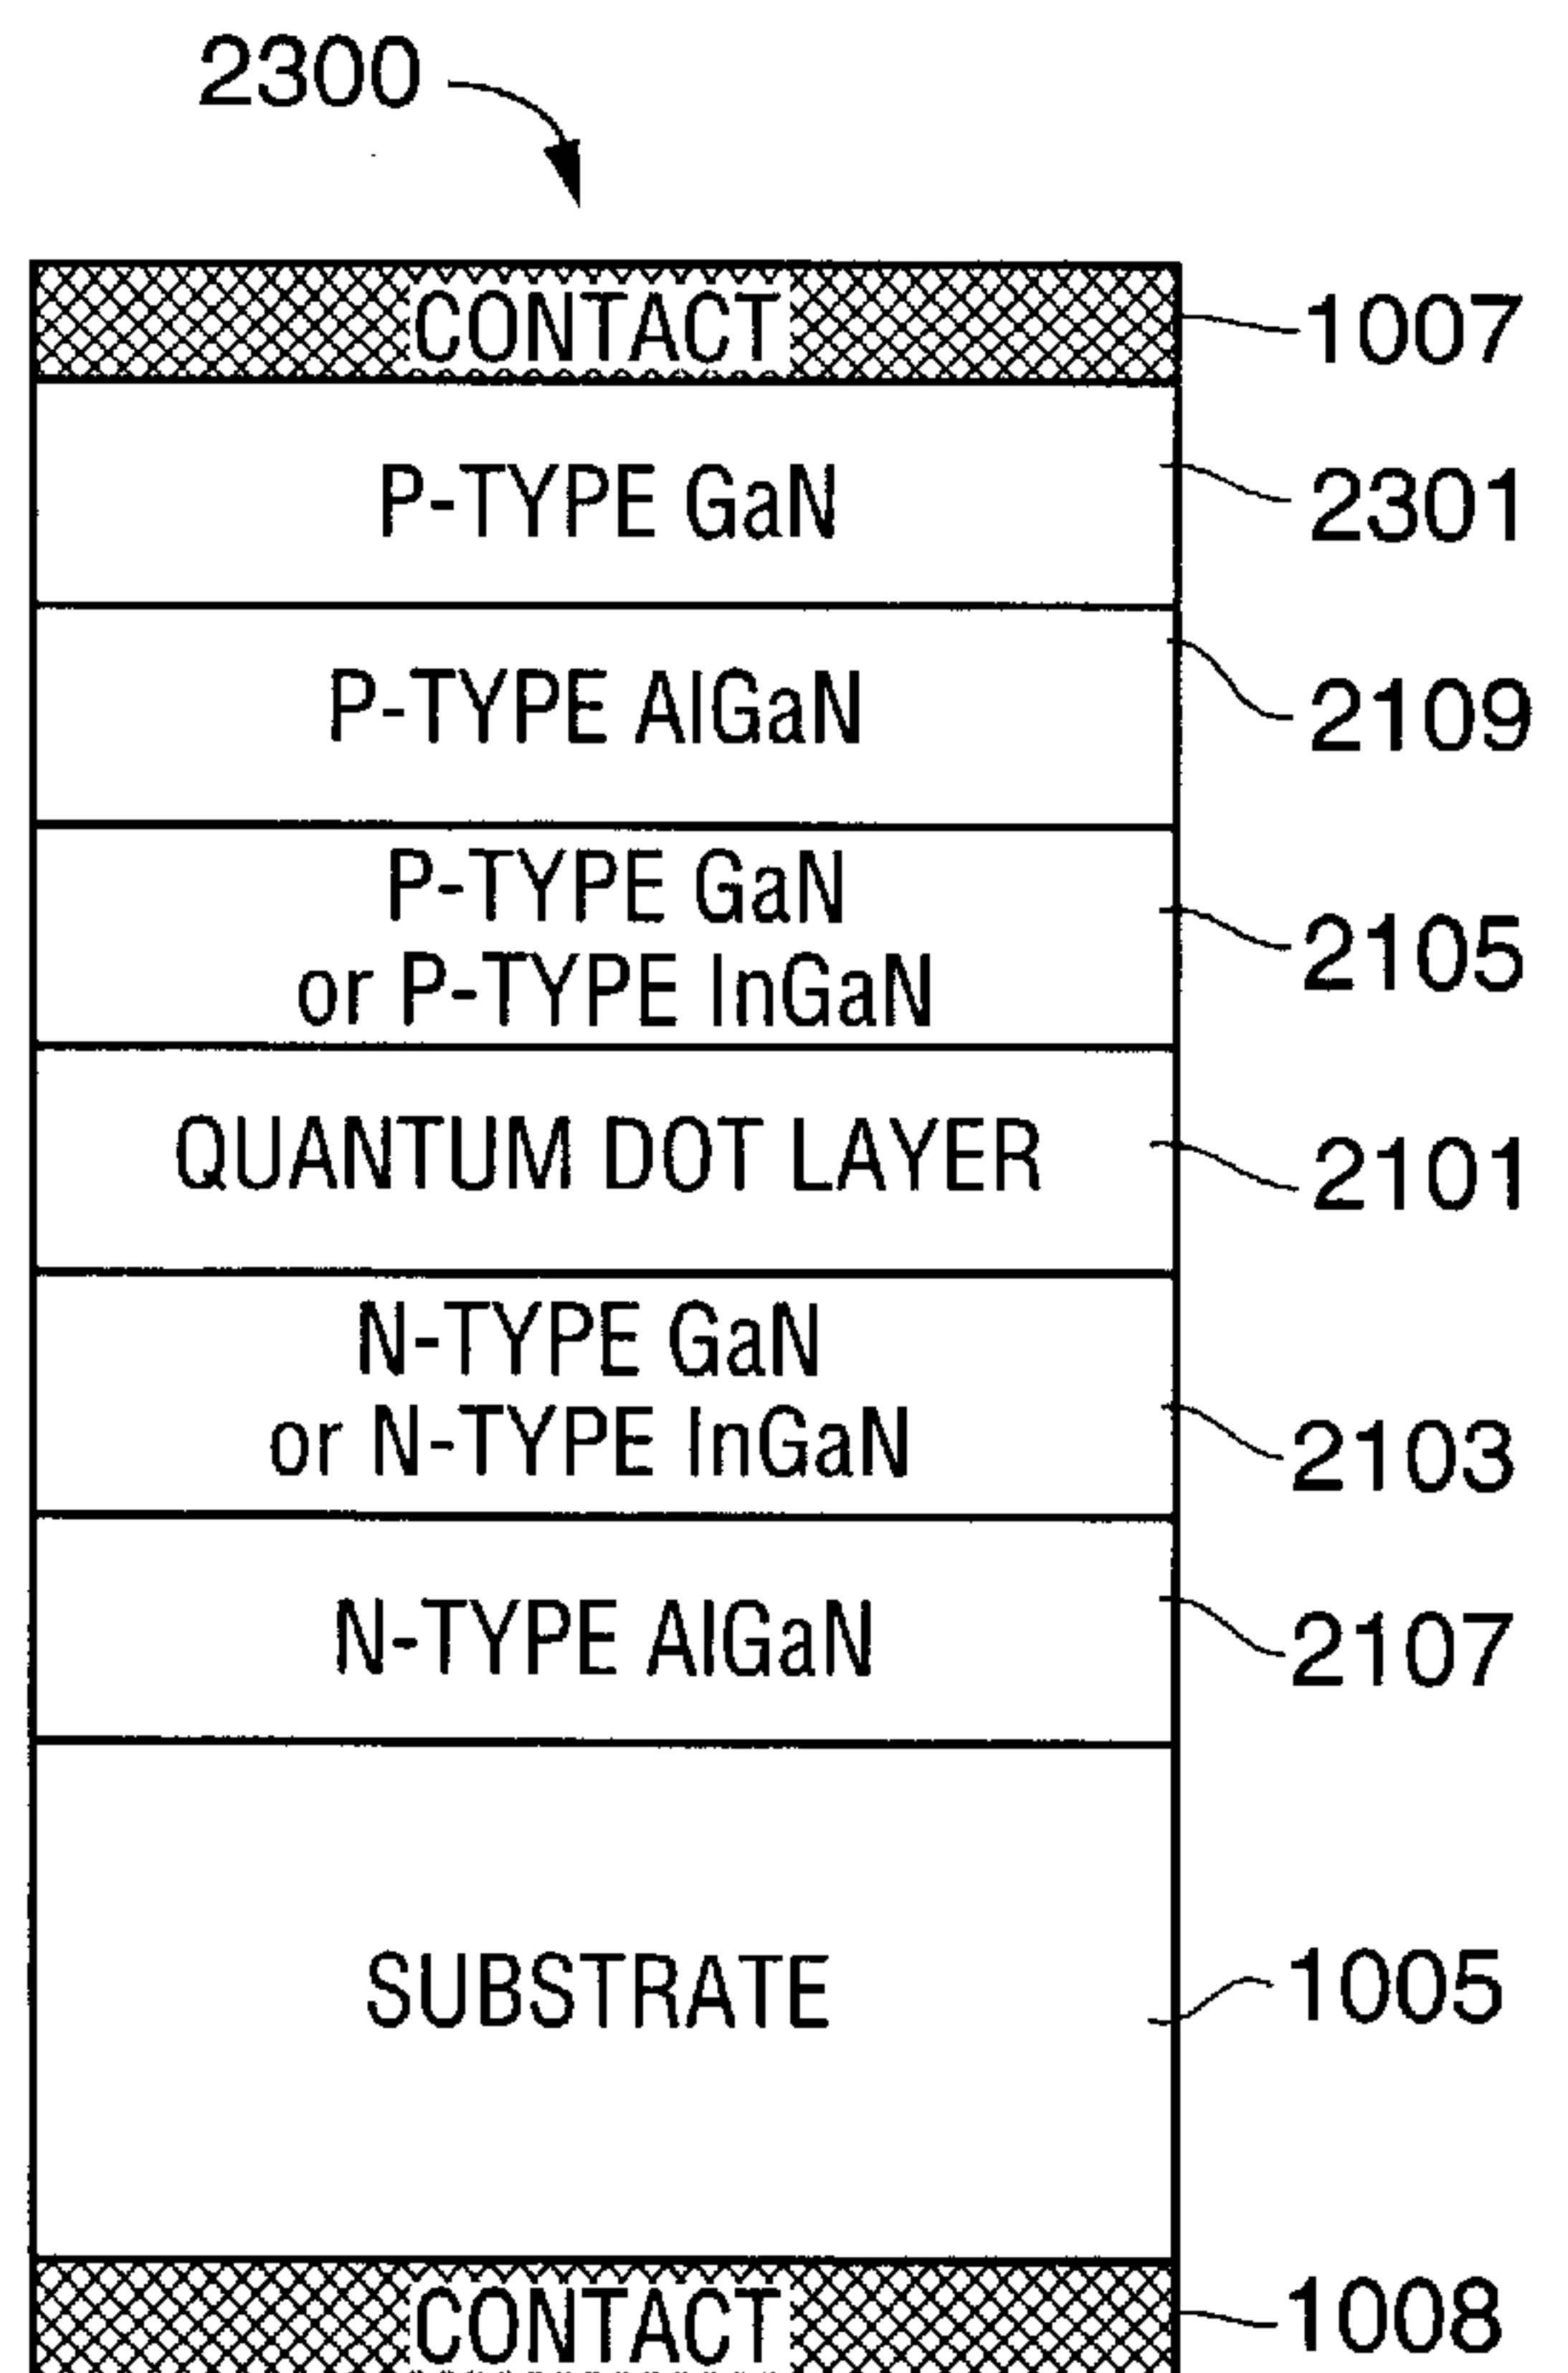 2300
CONTACT
1007
P-TYPE GaN
2301
P-TYPE AlGaN
2109
P-TYPE GaN
or P-TYPE InGaN
2105
QUANTUM DOT LAYER
2101
N-TYPE GaN
or N-TYPE InGaN
2103
N-TYPE AlGaN
2107
SUBSTRATE
1005
CONTACT
1008